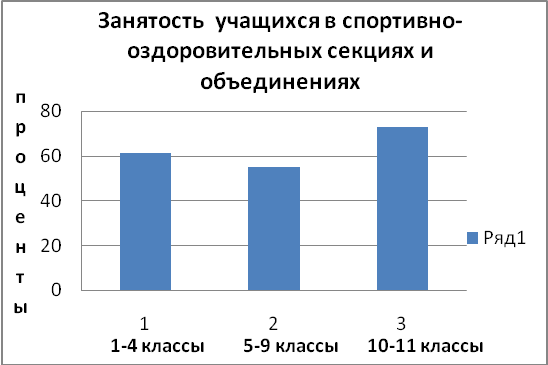 Занятость учащихся в спортивно-
оздоровительных секциях и
объединениях
проценты
80
60
40
20
0
Ряд1
1 2 3
1-4 классы 5-9 классы 10-11 классы